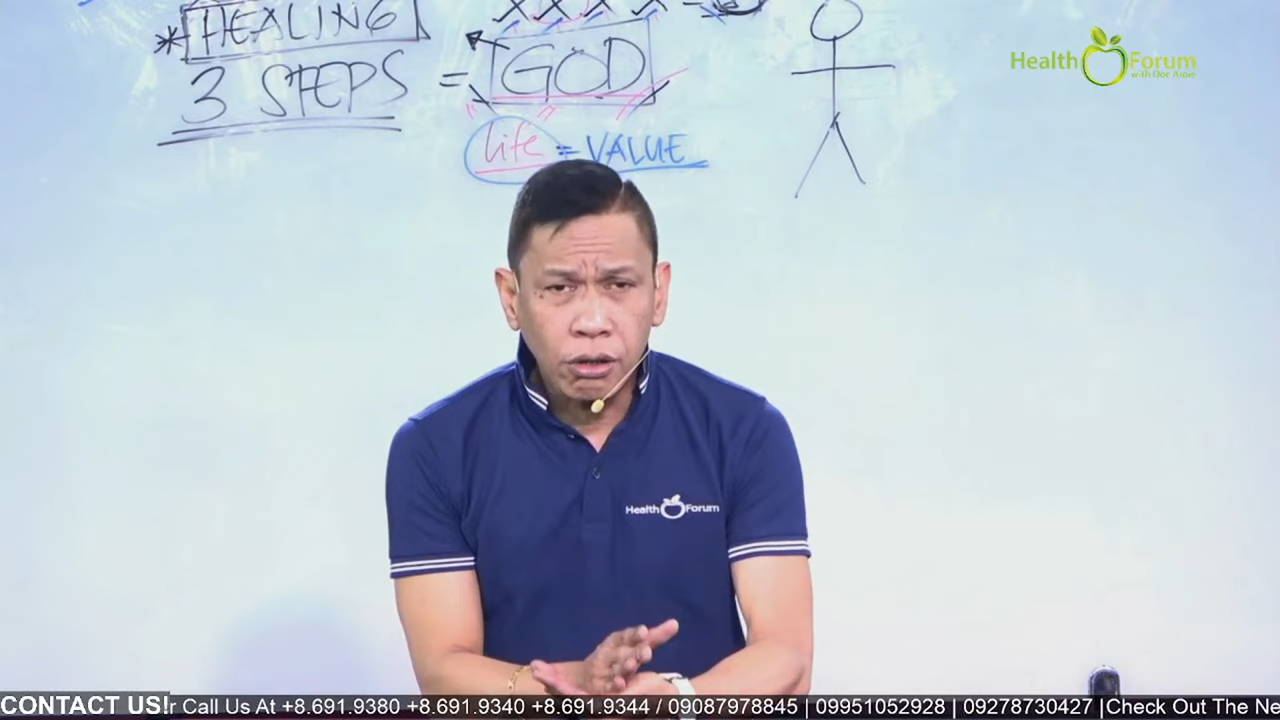 *HEALING
3 STEPS = GOD
life = VALUE
Health Forum
with Doc Atoie
Health Forum
CONTACT US! r Call Us At +8.691.9380 +8.691.9340 +8.691.9344 / 09087978845 | 09951052928 | 09278730427 |Check Out The Ne